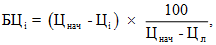 БЦᵢ = (Цнач - Цᵢ) × 100 / (Цнач - Цл),